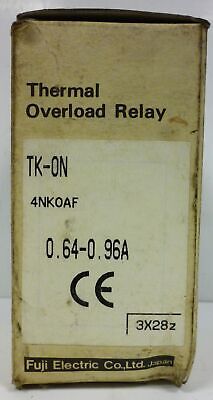 Thermal
Overload Relay
TK-0N
4NK0AF
0.64-0.96A
CE
3X28z
Fuji Electric Co.,Ltd. Japan